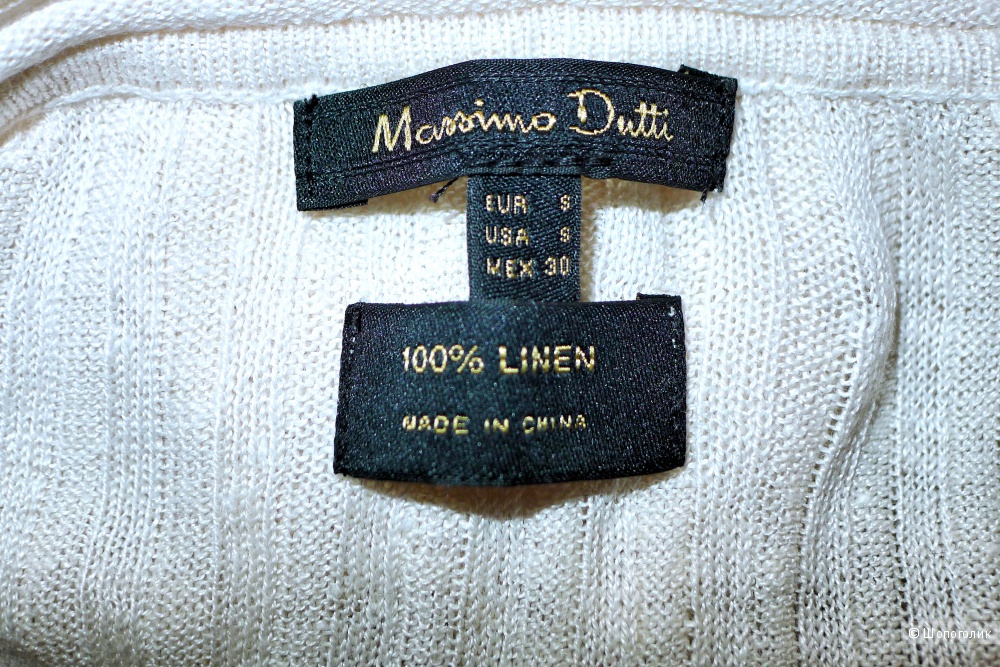 Massimo Dutti
EUR S
USA S
MEX 30
100% LINEN
MADE IN CHINA
© Шопоголик